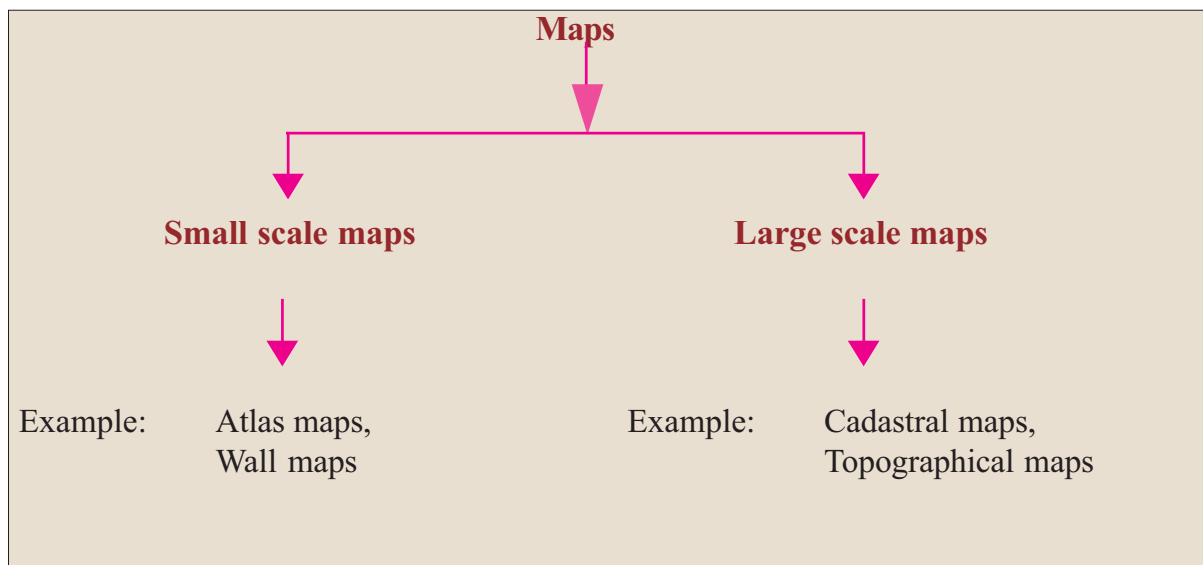 Maps
Small scale maps
Large scale maps
Example: Atlas maps,
Wall maps
Example: Cadastral maps,
Topographical maps